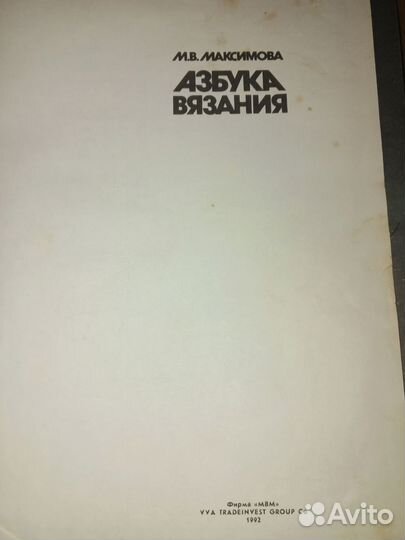 М.В. МАКСИМОВА
АЗБУКА
ВЯЗАНИЯ
Фирма «МВМ»
VVA TRADEINVEST GROUP
1992
Avito